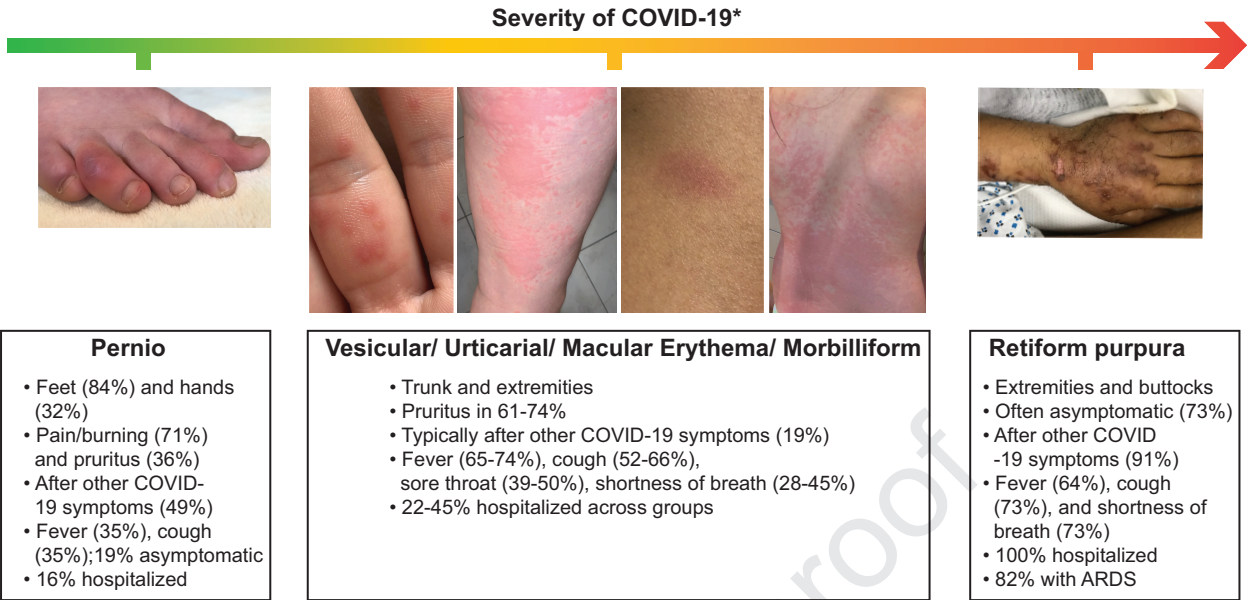 Severity of COVID-19*
Pernio
• Feet (84%) and hands
(32%)
• Pain/burning (71%)
and pruritus (36%)
• After other COVID-
19 symptoms (49%)
• Fever (35%), cough
(35%);19% asymptomatic
• 16% hospitalized
Vesicular/ Urticarial/ Macular Erythema/ Morbilliform
• Trunk and extremities
• Pruritus in 61-74%
• Typically after other COVID-19 symptoms (19%)
• Fever (65-74%), cough (52-66%),
sore throat (39-50%), shortness of breath (28-45%)
• 22-45% hospitalized across groups
Retiform purpura
• Extremities and buttocks
• Often asymptomatic (73%)
• After other COVID
-19 symptoms (91%)
• Fever (64%), cough
(73%), and shortness of
breath (73%)
• 100% hospitalized
• 82% with ARDS
roof